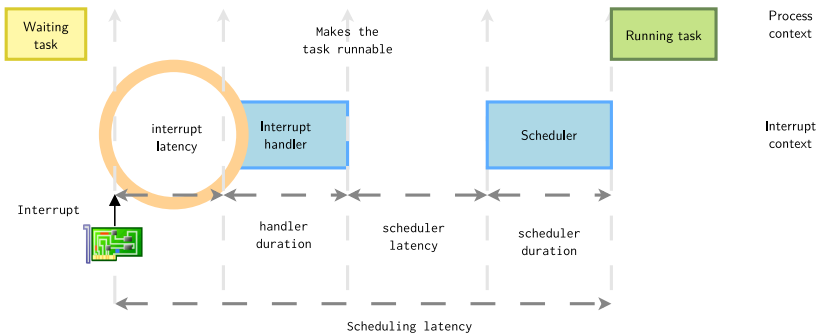 Waiting
task
Makes the
task runnable
Running task
Process
context
interrupt
latency
Interrupt
handler
Scheduler
Interrupt
context
Interrupt
handler
duration
scheduler
latency
scheduler
duration
Scheduling latency